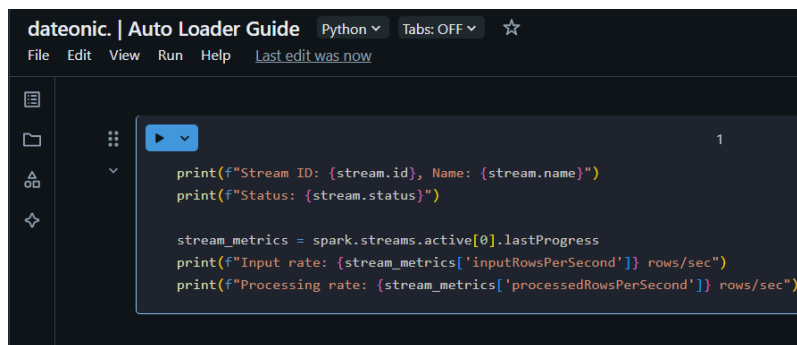 dateonic. | Auto Loader Guide Python Tabs: OFF
File Edit View Run Help Last edit was now
1
print(f"Stream ID: {stream.id}, Name: {stream.name}")
print(f"Status: {stream.status}")
stream_metrics = spark.streams.active[0].lastProgress
print(f"Input rate: {stream_metrics['inputRowsPerSecond']} rows/sec")
print(f"Processing rate: {stream_metrics['processedRowsPerSecond']} rows/sec")